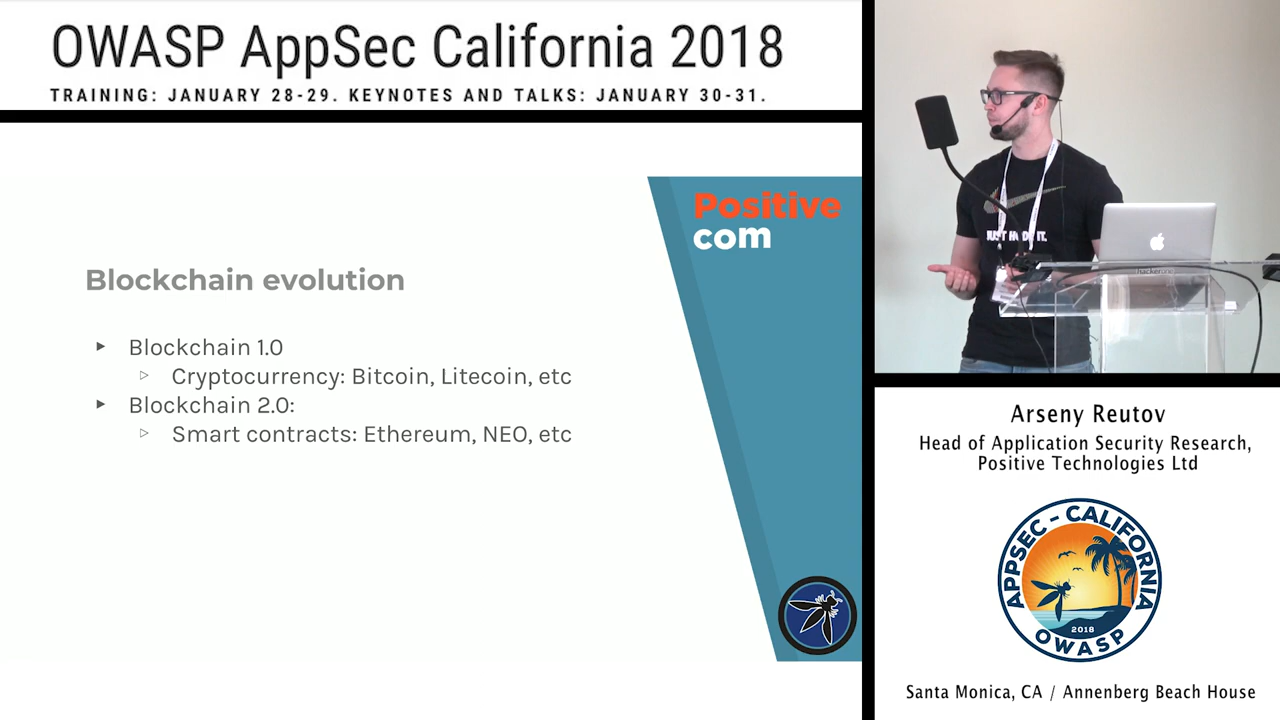 OWASP AppSec California 2018
TRAINING: JANUARY 28-29. KEYNOTES AND TALKS: JANUARY 30-31.
Positive
com
Blockchain evolution
Blockchain 1.0
Cryptocurrency: Bitcoin, Litecoin, etc
Blockchain 2.0:
Smart contracts: Ethereum, NEO, etc
Arseny Reutov
Head of Application Security Research,
Positive Technologies Ltd
APPSEC - CALIFORNIA
2018
OWASP
Santa Monica, CA / Annenberg Beach House